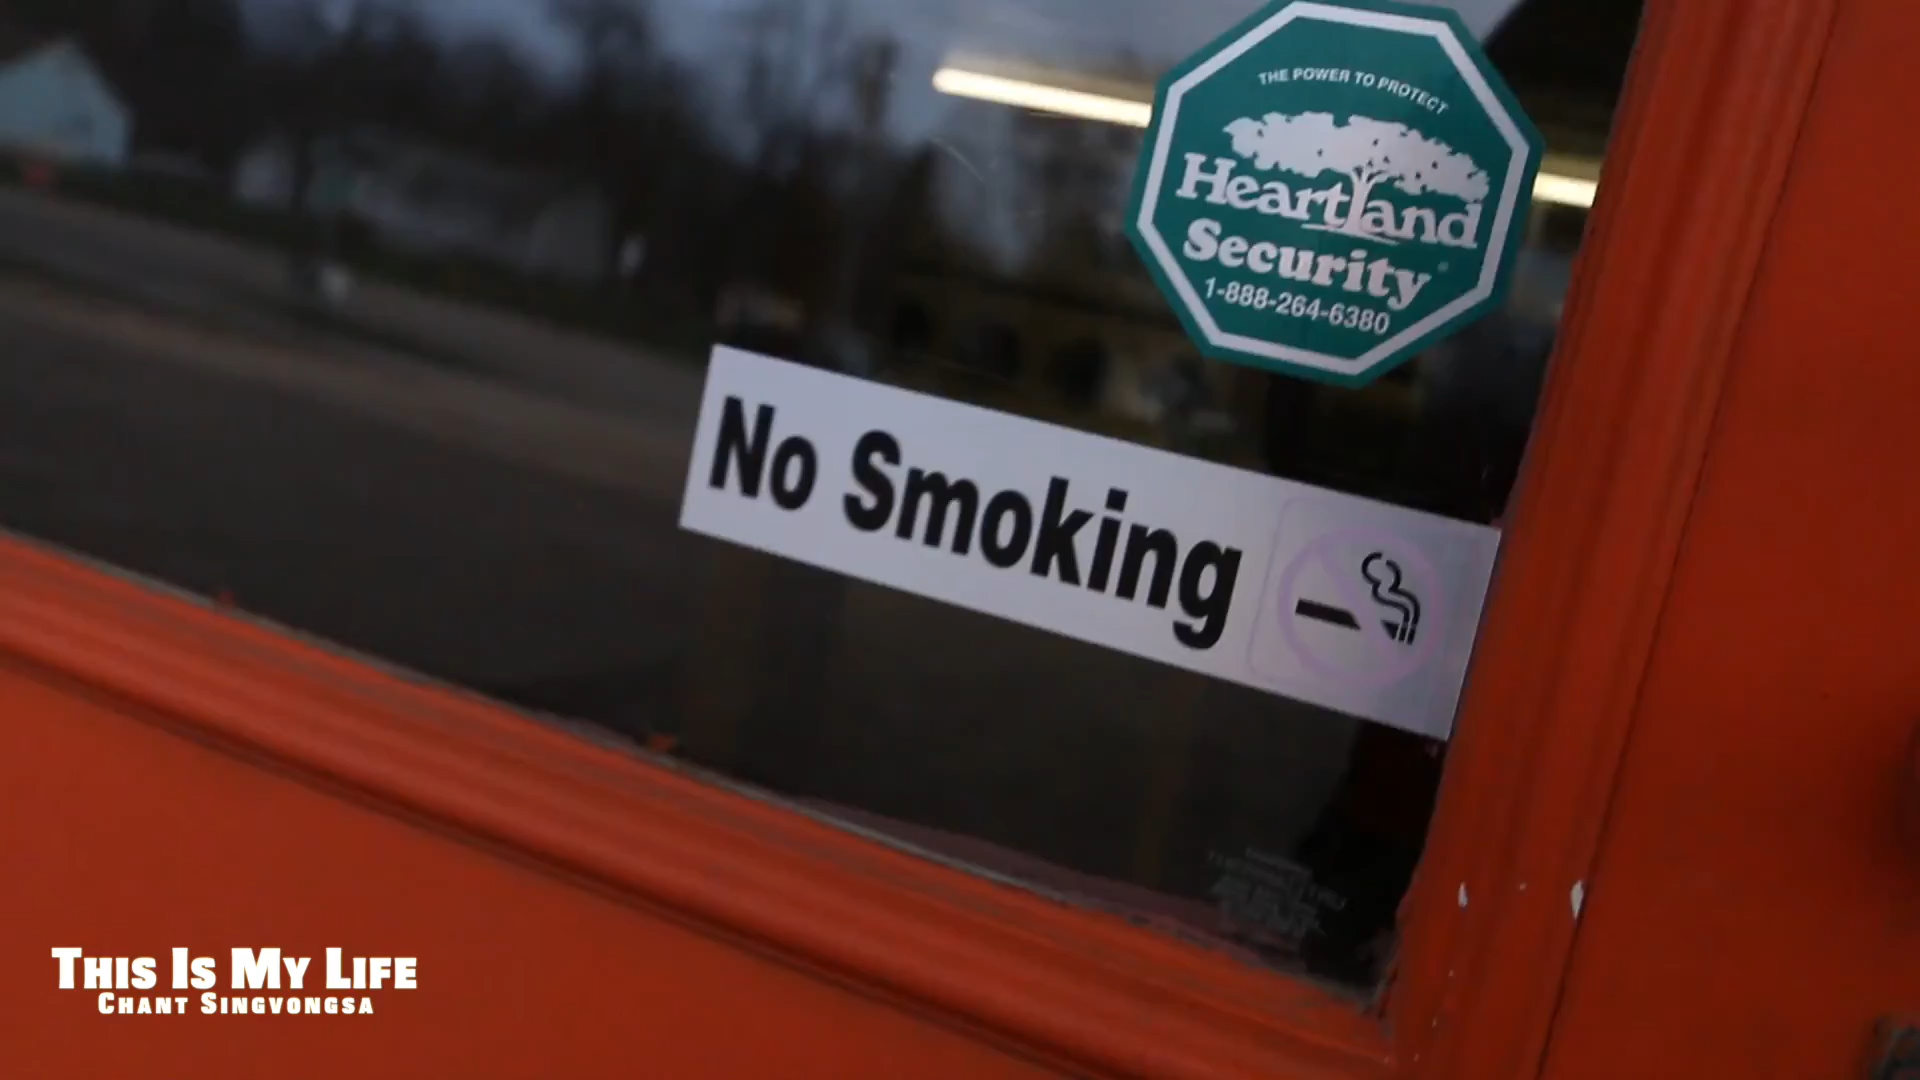 THE POWER TO PROTECT
Heartland
Security
1-888-264-6380
No Smoking
THIS IS MY LIFE
CHANT SINGVONGSA